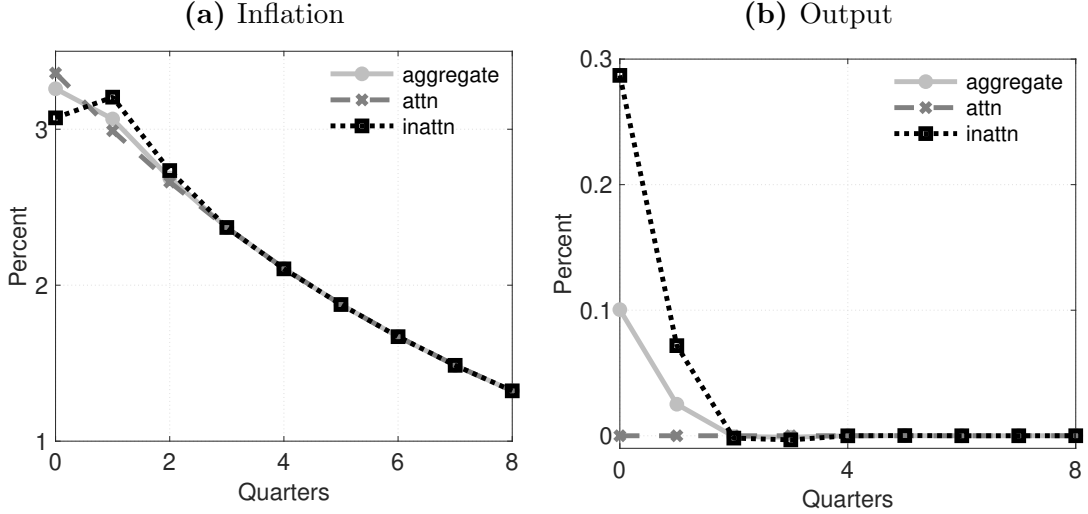 (a) Inflation
3
2
1
Percent
0
2
4
6
8
Quarters
aggregate
attn
inattn
(b) Output
0.3
0.2
0.1
0
Percent
0
4
8
Quarters
aggregate
attn
inattn